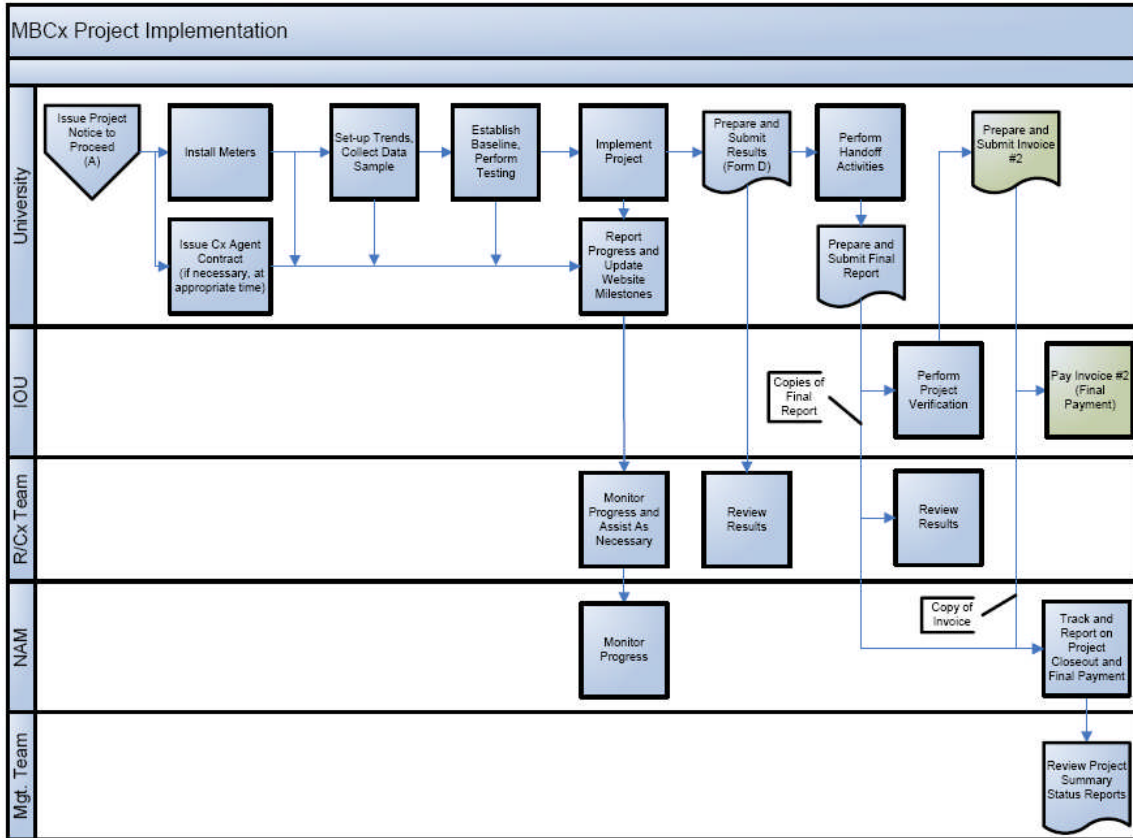 MBCx Project Implementation
University
Issue Project
Notice to
Proceed
(A)
Install Meters
Set-up Trends,
Collect Data
Sample
Establish
Baseline,
Perform
Testing
Implement
Project
Prepare and
Submit
Results
(Form D)
Perform
Handoff
Activities
Prepare and
Submit Invoice
#2
Issue Cx Agent
Contract
(if necessary, at
appropriate time)
Report
Progress and
Update
Website
Milestones
Prepare and
Submit Final
Report
IOU
Copies of
Final
Report
Perform
Project
Verification
Pay Invoice #2
(Final
Payment)
R/Cx Team
Monitor
Progress and
Assist As
Necessary
Review
Results
Review
Results
NAM
Monitor
Progress
Copy of
Invoice
Track and
Report on
Project
Closeout and
Final Payment
Mgt. Team
Review Project
Summary
Status Reports